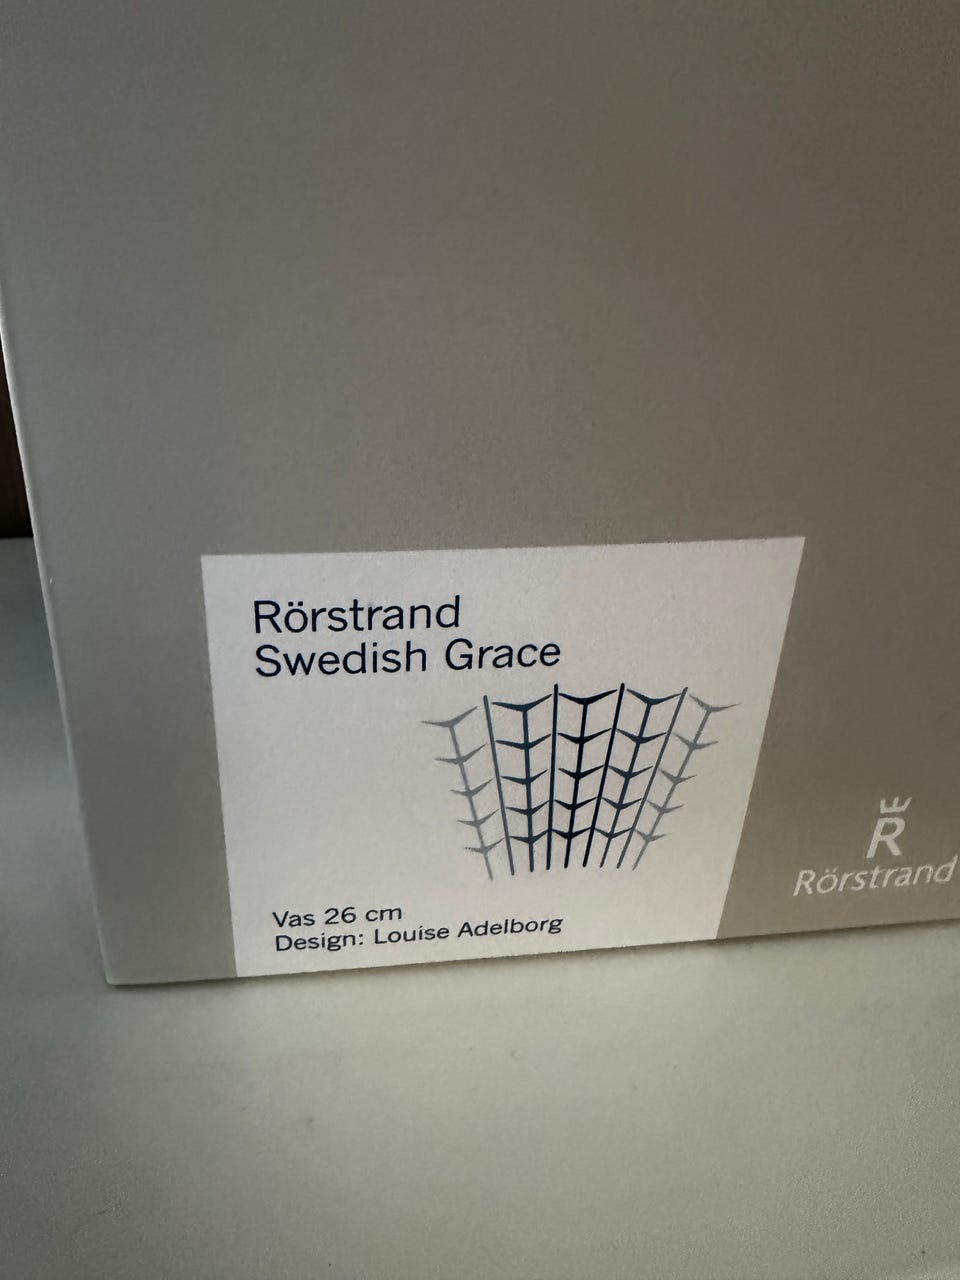 Rörstrand
Swedish Grace
Vas 26 cm
Design: Louise Adelborg
R
Rörstrand